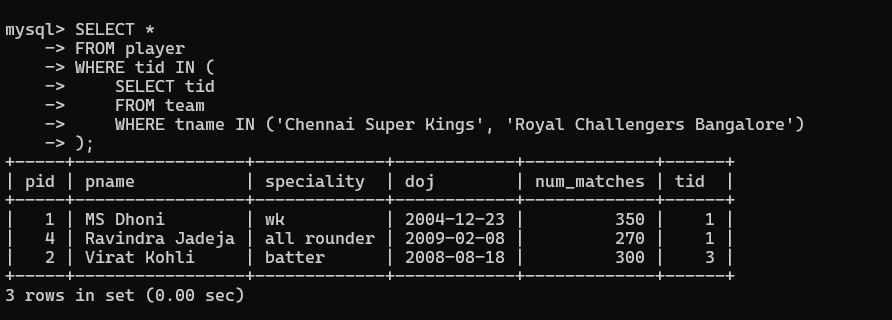 mysql> SELECT *
    -> FROM player
    -> WHERE tid IN (
    ->     SELECT tid
    ->     FROM team
    ->     WHERE tname IN ('Chennai Super Kings', 'Royal Challengers Bangalore')
    -> );
+-----+-----------------+-------------+------------+-------------+------+
| pid | pname           | speciality  | doj        | num_matches | tid  |
+-----+-----------------+-------------+------------+-------------+------+
|   1 | MS Dhoni        | wk          | 2004-12-23 |         350 |    1 |
|   4 | Ravindra Jadeja | all rounder | 2009-02-08 |         270 |    1 |
|   2 | Virat Kohli     | batter      | 2008-08-18 |         300 |    3 |
+-----+-----------------+-------------+------------+-------------+------+
3 rows in set (0.00 sec)